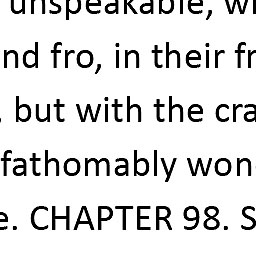 unspeakable, wi
nd fro, in their fr
, but with the cra
fathomably won-
e. CHAPTER 98. S